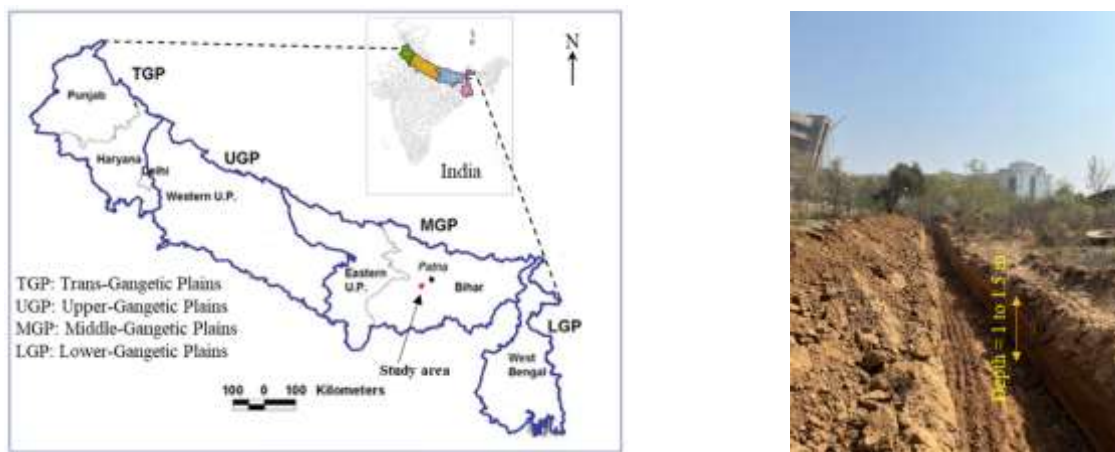 TGP
Punjab
Haryana
Delhi
Western U.P.
UGP
India
N
MGP
Eastern
U.P.
Patna
Bihar
LGP
West
Bengal
Study area
TGP: Trans-Gangetic Plains
UGP: Upper-Gangetic Plains
MGP: Middle-Gangetic Plains
LGP: Lower-Gangetic Plains
100 0 100 Kilometers
Depth = 1 to 1.5 m